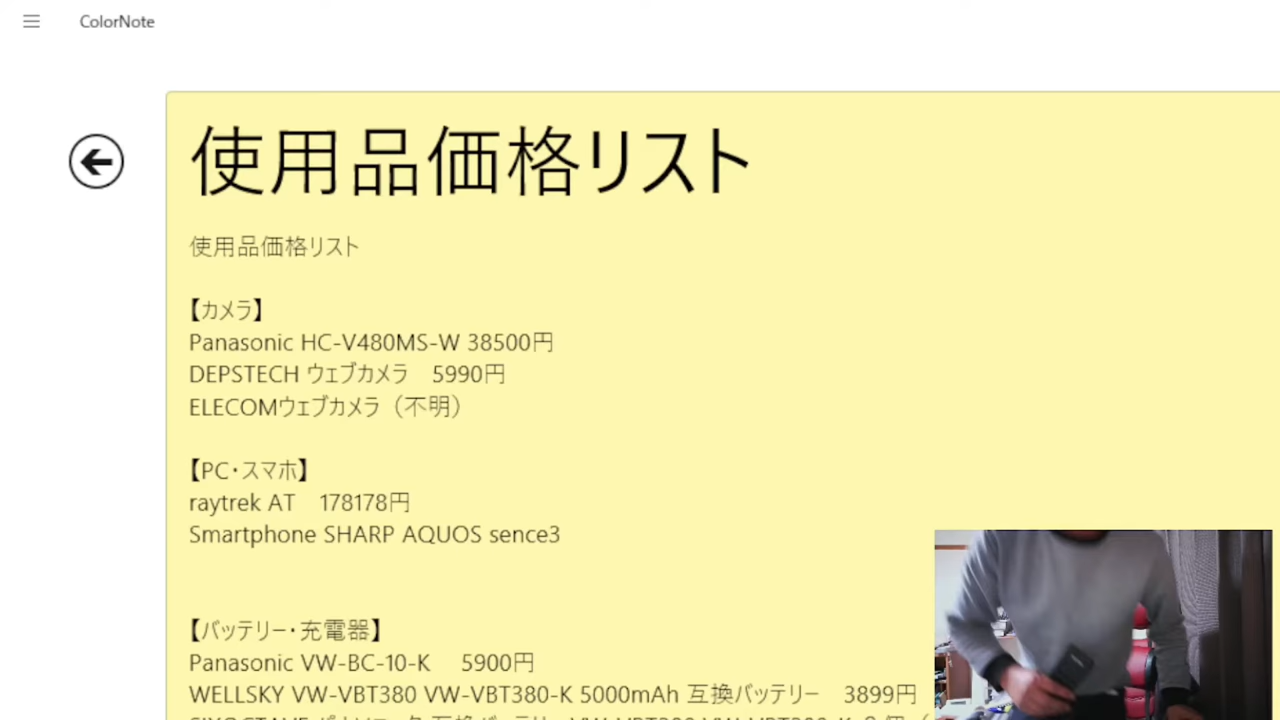 ColorNote
使用品価格リスト
使用品価格リスト
【カメラ】
Panasonic HC-V480MS-W 38500円
DEPSTECH ウェブカメラ　5990円
ELECOMウェブカメラ（不明）
【PC・スマホ】
raytrek AT　178178円
Smartphone SHARP AQUOS sence3
【バッテリー・充電器】
Panasonic VW-BC-10-K　5900円
WELLSKY VW-VBT380 VW-VBT380-K 5000mAh 互換バッテリー　3899円